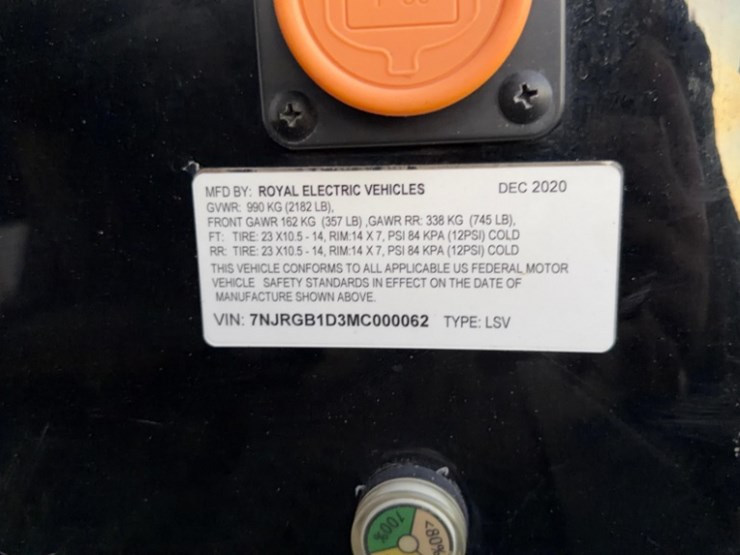 MFD BY: ROYAL ELECTRIC VEHICLES DEC 2020
GVWR: 990 KG (2182 LB),
FRONT GAWR 162 KG (357 LB) ,GAWR RR: 338 KG (745 LB),
FT: TIRE: 23 X10.5 - 14, RIM:14 X 7, PSI 84 KPA (12PSI) COLD
RR: TIRE: 23 X10.5 - 14, RIM:14 X 7, PSI 84 KPA (12PSI) COLD
THIS VEHICLE CONFORMS TO ALL APPLICABLE US FEDERAL MOTOR
VEHICLE SAFETY STANDARDS IN EFFECT ON THE DATE OF
MANUFACTURE SHOWN ABOVE.
VIN: 7NJRGB1D3MC000062 TYPE: LSV
100% <80%